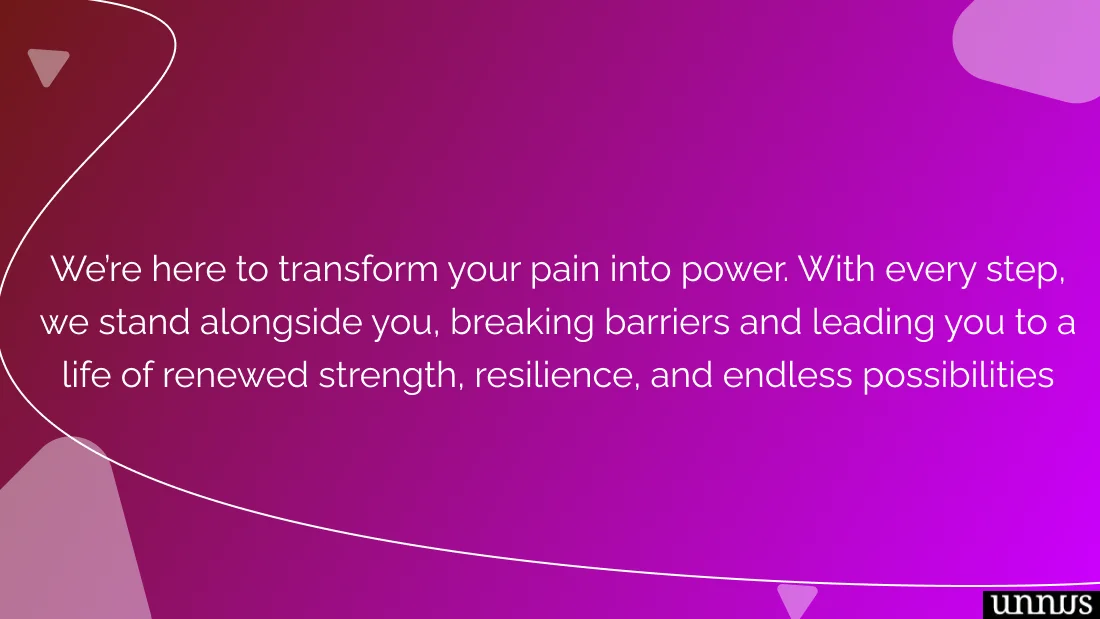 We're here to transform your pain into power. With every step,
we stand alongside you, breaking barriers and leading you to a
life of renewed strength, resilience, and endless possibilities
unnus